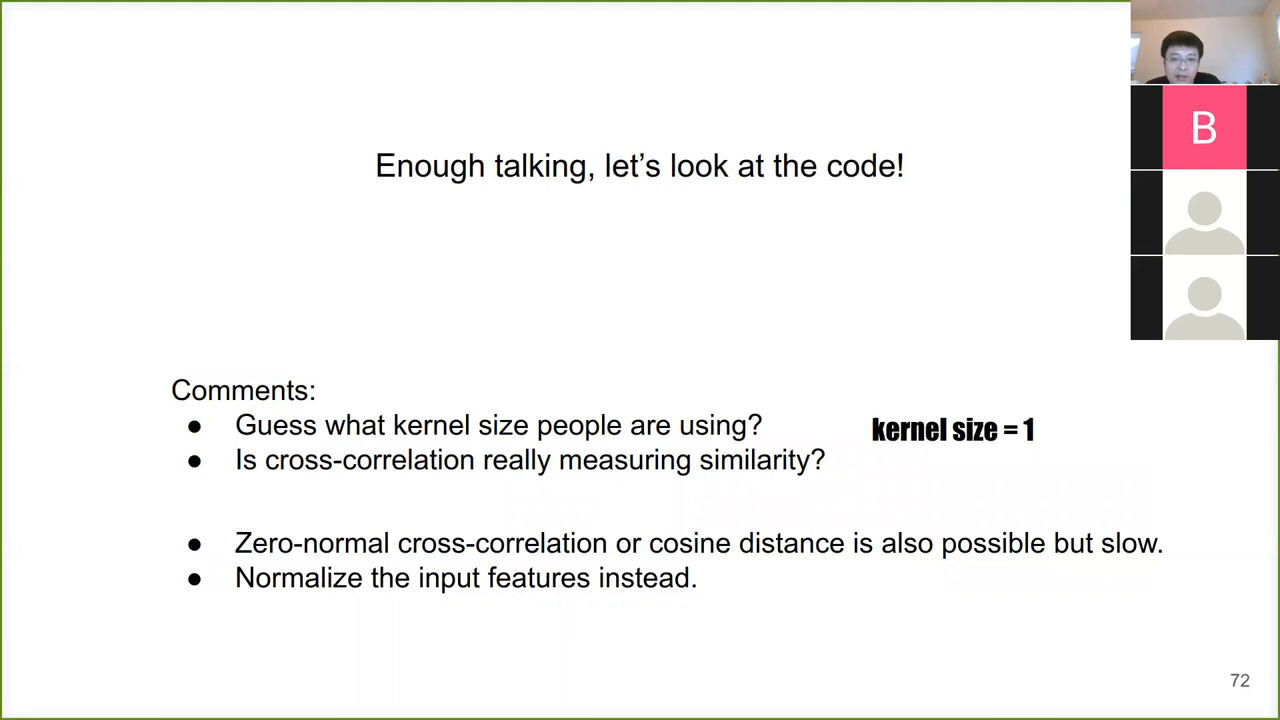 B
Enough talking, let's look at the code!
Comments:
● Guess what kernel size people are using?
kernel size = 1
● Is cross-correlation really measuring similarity?
● Zero-normal cross-correlation or cosine distance is also possible but slow.
● Normalize the input features instead.
72